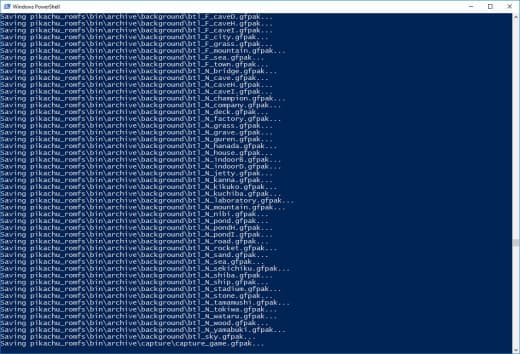 Windows PowerShell
Saving pikachu_romfs\bin\archive\background\btl_F_caveD.gfpak...
Saving pikachu_romfs\bin\archive\background\btl_F_caveH.gfpak...
Saving pikachu_romfs\bin\archive\background\btl_F_caveI.gfpak...
Saving pikachu_romfs\bin\archive\background\btl_F_city.gfpak...
Saving pikachu_romfs\bin\archive\background\btl_F_grass.gfpak...
Saving pikachu_romfs\bin\archive\background\btl_F_mountain.gfpak...
Saving pikachu_romfs\bin\archive\background\btl_F_sea.gfpak...
Saving pikachu_romfs\bin\archive\background\btl_F_town.gfpak...
Saving pikachu_romfs\bin\archive\background\btl_N_bridge.gfpak...
Saving pikachu_romfs\bin\archive\background\btl_N_cave.gfpak...
Saving pikachu_romfs\bin\archive\background\btl_N_caveH.gfpak...
Saving pikachu_romfs\bin\archive\background\btl_N_caveI.gfpak...
Saving pikachu_romfs\bin\archive\background\btl_N_champion.gfpak...
Saving pikachu_romfs\bin\archive\background\btl_N_company.gfpak...
Saving pikachu_romfs\bin\archive\background\btl_N_deck.gfpak...
Saving pikachu_romfs\bin\archive\background\btl_N_factory.gfpak...
Saving pikachu_romfs\bin\archive\background\btl_N_grass.gfpak...
Saving pikachu_romfs\bin\archive\background\btl_N_grave.gfpak...
Saving pikachu_romfs\bin\archive\background\btl_N_guren.gfpak...
Saving pikachu_romfs\bin\archive\background\btl_N_hanada.gfpak...
Saving pikachu_romfs\bin\archive\background\btl_N_house.gfpak...
Saving pikachu_romfs\bin\archive\background\btl_N_indoorB.gfpak...
Saving pikachu_romfs\bin\archive\background\btl_N_indoorD.gfpak...
Saving pikachu_romfs\bin\archive\background\btl_N_jetty.gfpak...
Saving pikachu_romfs\bin\archive\background\btl_N_kanna.gfpak...
Saving pikachu_romfs\bin\archive\background\btl_N_kikuko.gfpak...
Saving pikachu_romfs\bin\archive\background\btl_N_kuchiba.gfpak...
Saving pikachu_romfs\bin\archive\background\btl_N_laboratory.gfpak...
Saving pikachu_romfs\bin\archive\background\btl_N_mountain.gfpak...
Saving pikachu_romfs\bin\archive\background\btl_N_nibi.gfpak...
Saving pikachu_romfs\bin\archive\background\btl_N_pond.gfpak...
Saving pikachu_romfs\bin\archive\background\btl_N_pondH.gfpak...
Saving pikachu_romfs\bin\archive\background\btl_N_pondI.gfpak...
Saving pikachu_romfs\bin\archive\background\btl_N_road.gfpak...
Saving pikachu_romfs\bin\archive\background\btl_N_rocket.gfpak...
Saving pikachu_romfs\bin\archive\background\btl_N_sand.gfpak...
Saving pikachu_romfs\bin\archive\background\btl_N_sea.gfpak...
Saving pikachu_romfs\bin\archive\background\btl_N_sekichiku.gfpak...
Saving pikachu_romfs\bin\archive\background\btl_N_shiba.gfpak...
Saving pikachu_romfs\bin\archive\background\btl_N_ship.gfpak...
Saving pikachu_romfs\bin\archive\background\btl_N_stadium.gfpak...
Saving pikachu_romfs\bin\archive\background\btl_N_stone.gfpak...
Saving pikachu_romfs\bin\archive\background\btl_N_tamamushi.gfpak...
Saving pikachu_romfs\bin\archive\background\btl_N_tokiwa.gfpak...
Saving pikachu_romfs\bin\archive\background\btl_N_wataru.gfpak...
Saving pikachu_romfs\bin\archive\background\btl_N_wood.gfpak...
Saving pikachu_romfs\bin\archive\background\btl_N_yamabuki.gfpak...
Saving pikachu_romfs\bin\archive\background\btl_sky.gfpak...
Saving pikachu_romfs\bin\archive\capture\capture_game.gfpak...